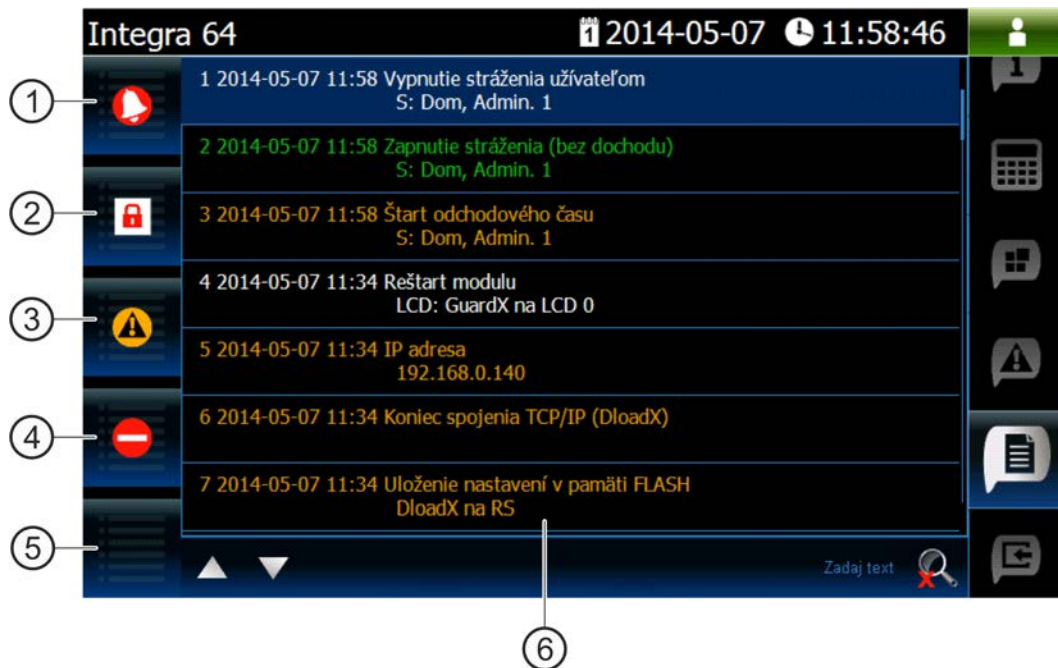 Integra 64
1 2014-05-07 11:58:46
1 2014-05-07 11:58 Vypnutie stráženia užívateľom
S: Dom, Admin. 1
2 2014-05-07 11:58 Zapnutie stráženia (bez dochodu)
S: Dom, Admin. 1
3 2014-05-07 11:58 Štart odchodového času
S: Dom, Admin. 1
4 2014-05-07 11:34 Reštart modulu
LCD: GuardX na LCD 0
5 2014-05-07 11:34 IP adresa
192.168.0.140
6 2014-05-07 11:34 Koniec spojenia TCP/IP (DloadX)
7 2014-05-07 11:34 Uloženie nastavení v pamäti FLASH
DloadX na RS
Zadaj text
1
2
3
4
5
6
1